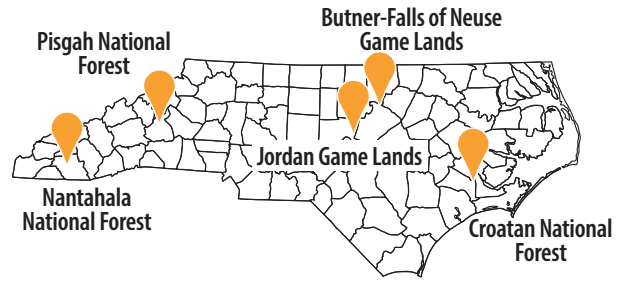 Butner-Falls of Neuse
Game Lands
Pisgah National
Forest
Jordan Game Lands
Nantahala
National Forest
Croatan National
Forest